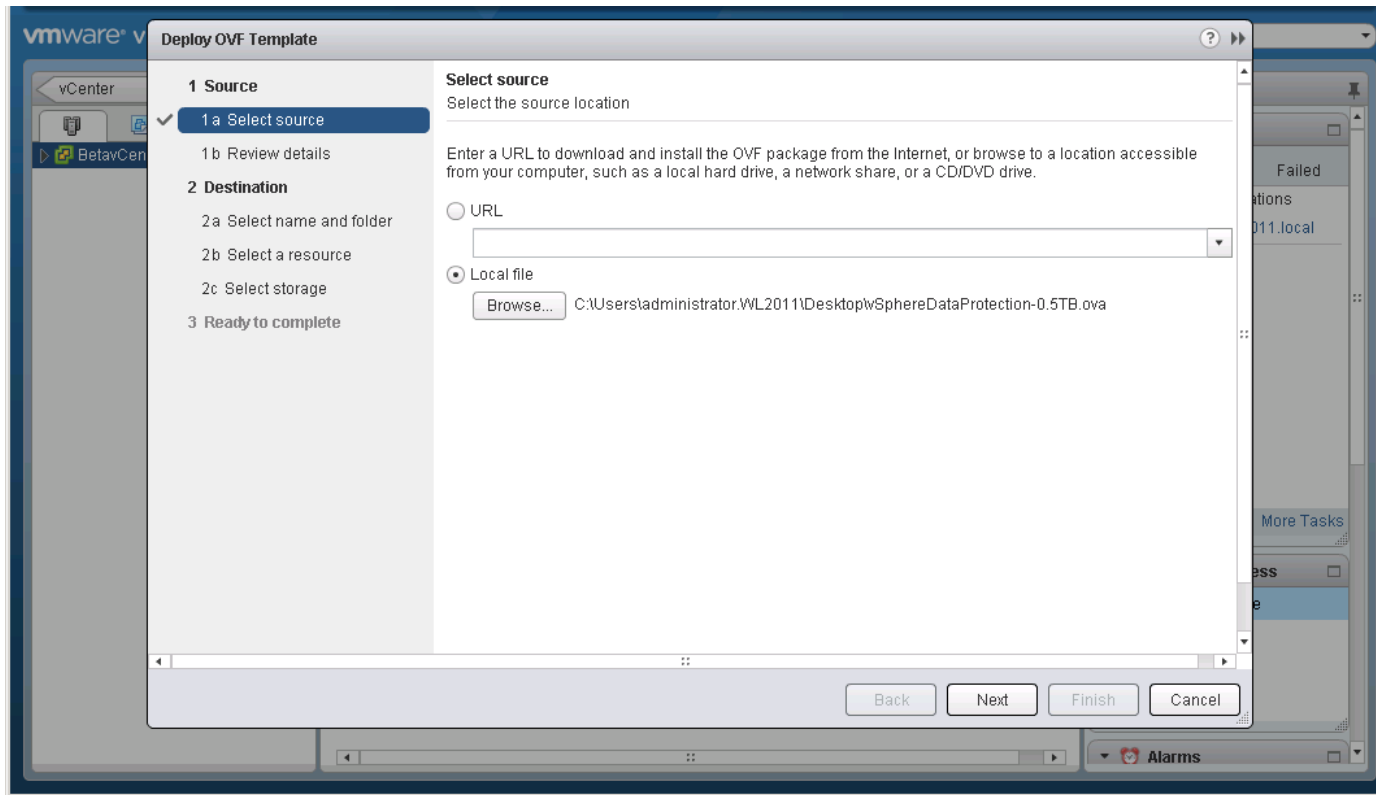 vmware® v
Deploy OVF Template
?
vCenter
BetavCen
1 Source
1a Select source
1b Review details
2 Destination
2a Select name and folder
2b Select a resource
2c Select storage
3 Ready to complete
Select source
Select the source location
Enter a URL to download and install the OVF package from the Internet, or browse to a location accessible
from your computer, such as a local hard drive, a network share, or a CD/DVD drive.
URL
Local file
Browse... C:\Users\administrator.WL2011\Desktop\vSphereDataProtection-0.5TB.ova
Back Next Finish Cancel
Failed
ations
011.local
More Tasks
ess
e
Alarms